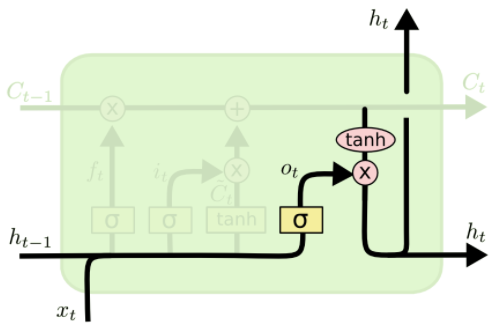 h_t
C_{t-1}
C_t
x
+
tanh
f_t
i_t
x
o_t
x
C̃_t
σ
σ
tanh
σ
h_{t-1}
h_t
x_t